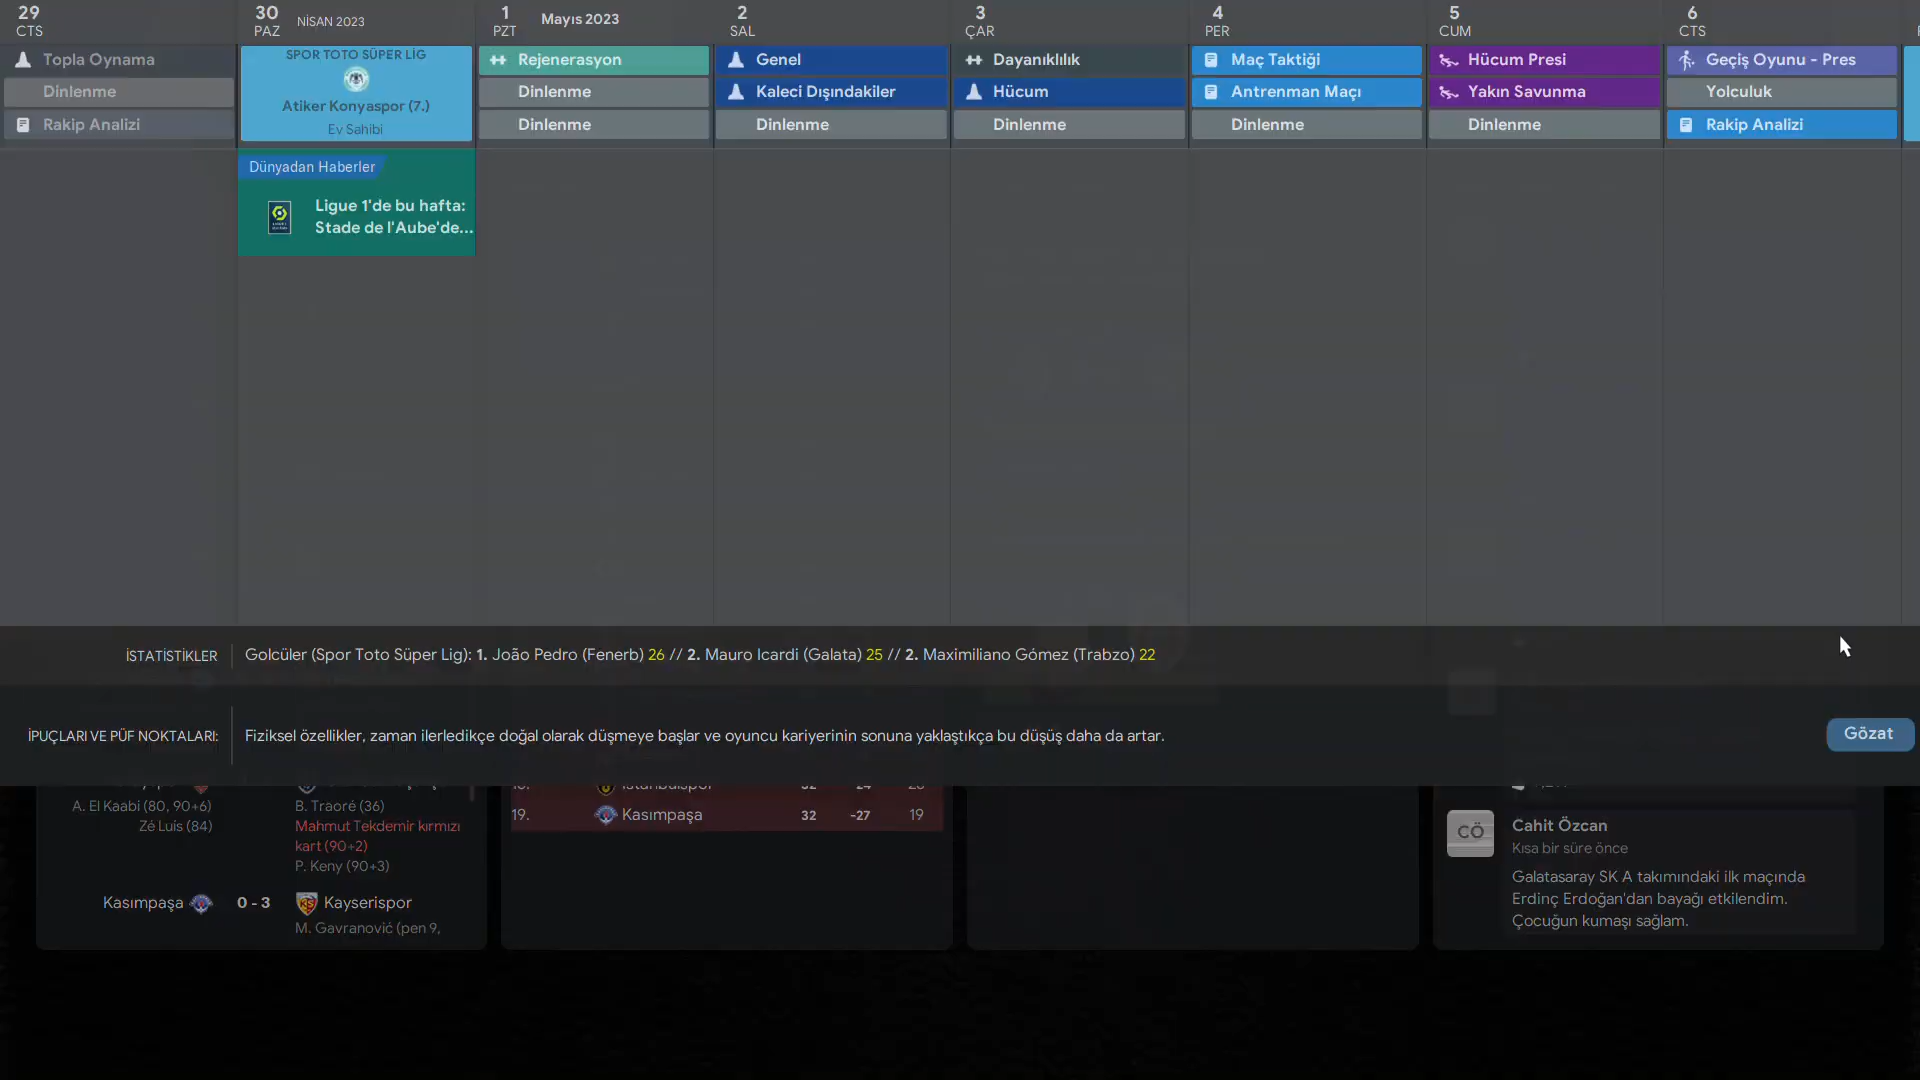 29
CTS
30
PAZ
NİSAN 2023
1
PZT
Mayıs 2023
2
SAL
3
ÇAR
4
PER
5
CUM
6
CTS
Topla Oynama
Dinlenme
Rakip Analizi
SPOR TOTO SÜPER LİG
Atiker Konyaspor (7.)
Ev Sahibi
Rejenerasyon
Dinlenme
Dinlenme
Genel
Kaleci Dışındakiler
Dinlenme
Dayanıklılık
Hücum
Dinlenme
Maç Taktiği
Antrenman Maçı
Dinlenme
Hücum Presi
Yakın Savunma
Dinlenme
Geçiş Oyunu - Pres
Yolculuk
Rakip Analizi
Dünyadan Haberler
Ligue 1'de bu hafta:
Stade de l'Aube'de...
İSTATİSTİKLER
Golcüler (Spor Toto Süper Lig): 1. João Pedro (Fenerb) 26 // 2. Mauro Icardi (Galata) 25 // 2. Maximiliano Gómez (Trabzo) 22
İPUÇLARI VE PÜF NOKTALARI:
Fiziksel özellikler, zaman ilerledikçe doğal olarak düşmeye başlar ve oyuncu kariyerinin sonuna yaklaştıkça bu düşüş daha da artar.
Gözat
A. El Kaabi (80, 90+6)
Zé Luís (84)
B. Traoré (36)
Mahmut Tekdemir kırmızı
kart (90+2)
P. Keny (90+3)
Kasımpaşa 0 - 3 Kayserispor
M. Gavranović (pen 9,
İstanbulspor
19. Kasımpaşa 32 -27 19
CÖ
Cahit Özcan
Kısa bir süre önce
Galatasaray SK A takımındaki ilk maçında
Erdinç Erdoğan'dan bayağı etkilendim.
Çocuğun kumaşı sağlam.